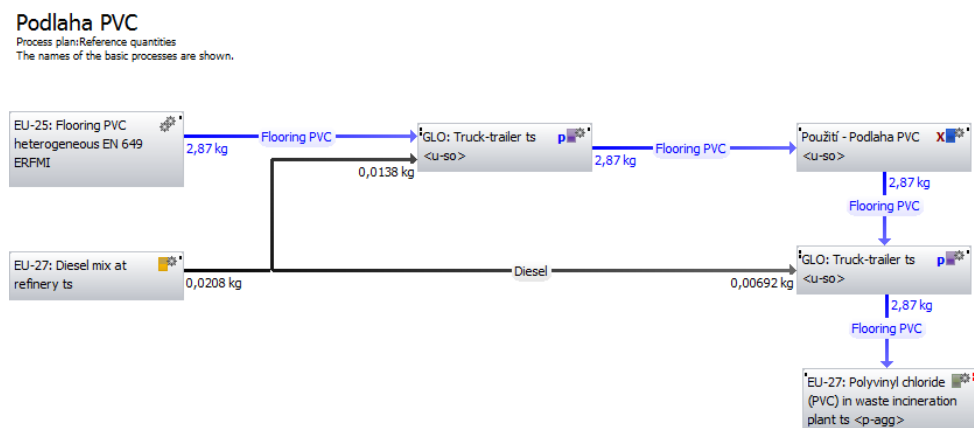 Podlaha PVC
Process plan:Reference quantities
The names of the basic processes are shown.
EU-25: Flooring PVC
heterogeneous EN 649
ERFMI
2,87 kg
Flooring PVC
GLO: Truck-trailer ts
<u-so>
p
0,0138 kg
2,87 kg
Flooring PVC
Použití - Podlaha PVC
<u-so>
X
2,87 kg
Flooring PVC
EU-27: Diesel mix at
refinery ts
0,0208 kg
Diesel
0,00692 kg
GLO: Truck-trailer ts
<u-so>
p
2,87 kg
Flooring PVC
EU-27: Polyvinyl chloride
(PVC) in waste incineration
plant ts <p-agg>